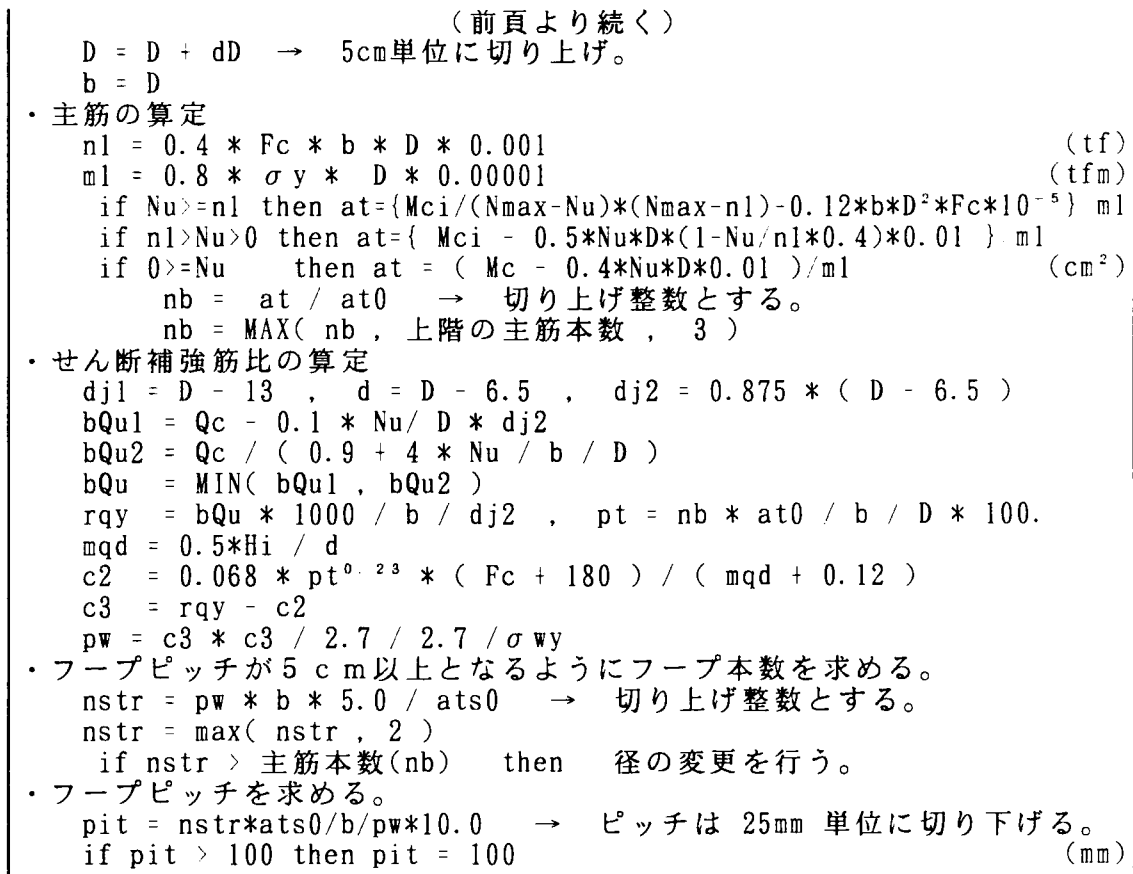 （前頁より続く）
D = D + dD → 5cm単位に切り上げ。
b = D
・主筋の算定
n1 = 0.4 * Fc * b * D * 0.001 (tf)
m1 = 0.8 * σy * D * 0.00001 (tfm)
if Nu>=n1 then at={Mci/(Nmax-Nu)*(Nmax-n1)-0.12*b*D²*Fc*10⁻⁵} m1
if n1>Nu>0 then at={ Mci - 0.5*Nu*D*(1-Nu/n1*0.4)*0.01 } m1
if 0>=Nu then at = ( Mc - 0.4*Nu*D*0.01 )/m1 (cm²)
nb = at / at0 → 切り上げ整数とする。
nb = MAX( nb , 上階の主筋本数 , 3 )
・せん断補強筋比の算定
dj1 = D - 13 , d = D - 6.5 , dj2 = 0.875 * ( D - 6.5 )
bQu1 = Qc - 0.1 * Nu/ D * dj2
bQu2 = Qc / ( 0.9 + 4 * Nu / b / D )
bQu = MIN( bQu1 , bQu2 )
rqy = bQu * 1000 / b / dj2 , pt = nb * at0 / b / D * 100.
mqd = 0.5*Hi / d
c2 = 0.068 * pt⁰·²³ * ( Fc + 180 ) / ( mqd + 0.12 )
c3 = rqy - c2
pw = c3 * c3 / 2.7 / 2.7 /σwy
・フープピッチが5cm以上となるようにフープ本数を求める。
nstr = pw * b * 5.0 / ats0 → 切り上げ整数とする。
nstr = max( nstr , 2 )
if nstr > 主筋本数(nb) then 径の変更を行う。
・フープピッチを求める。
pit = nstr*ats0/b/pw*10.0 → ピッチは 25mm 単位に切り下げる。
if pit > 100 then pit = 100 (mm)